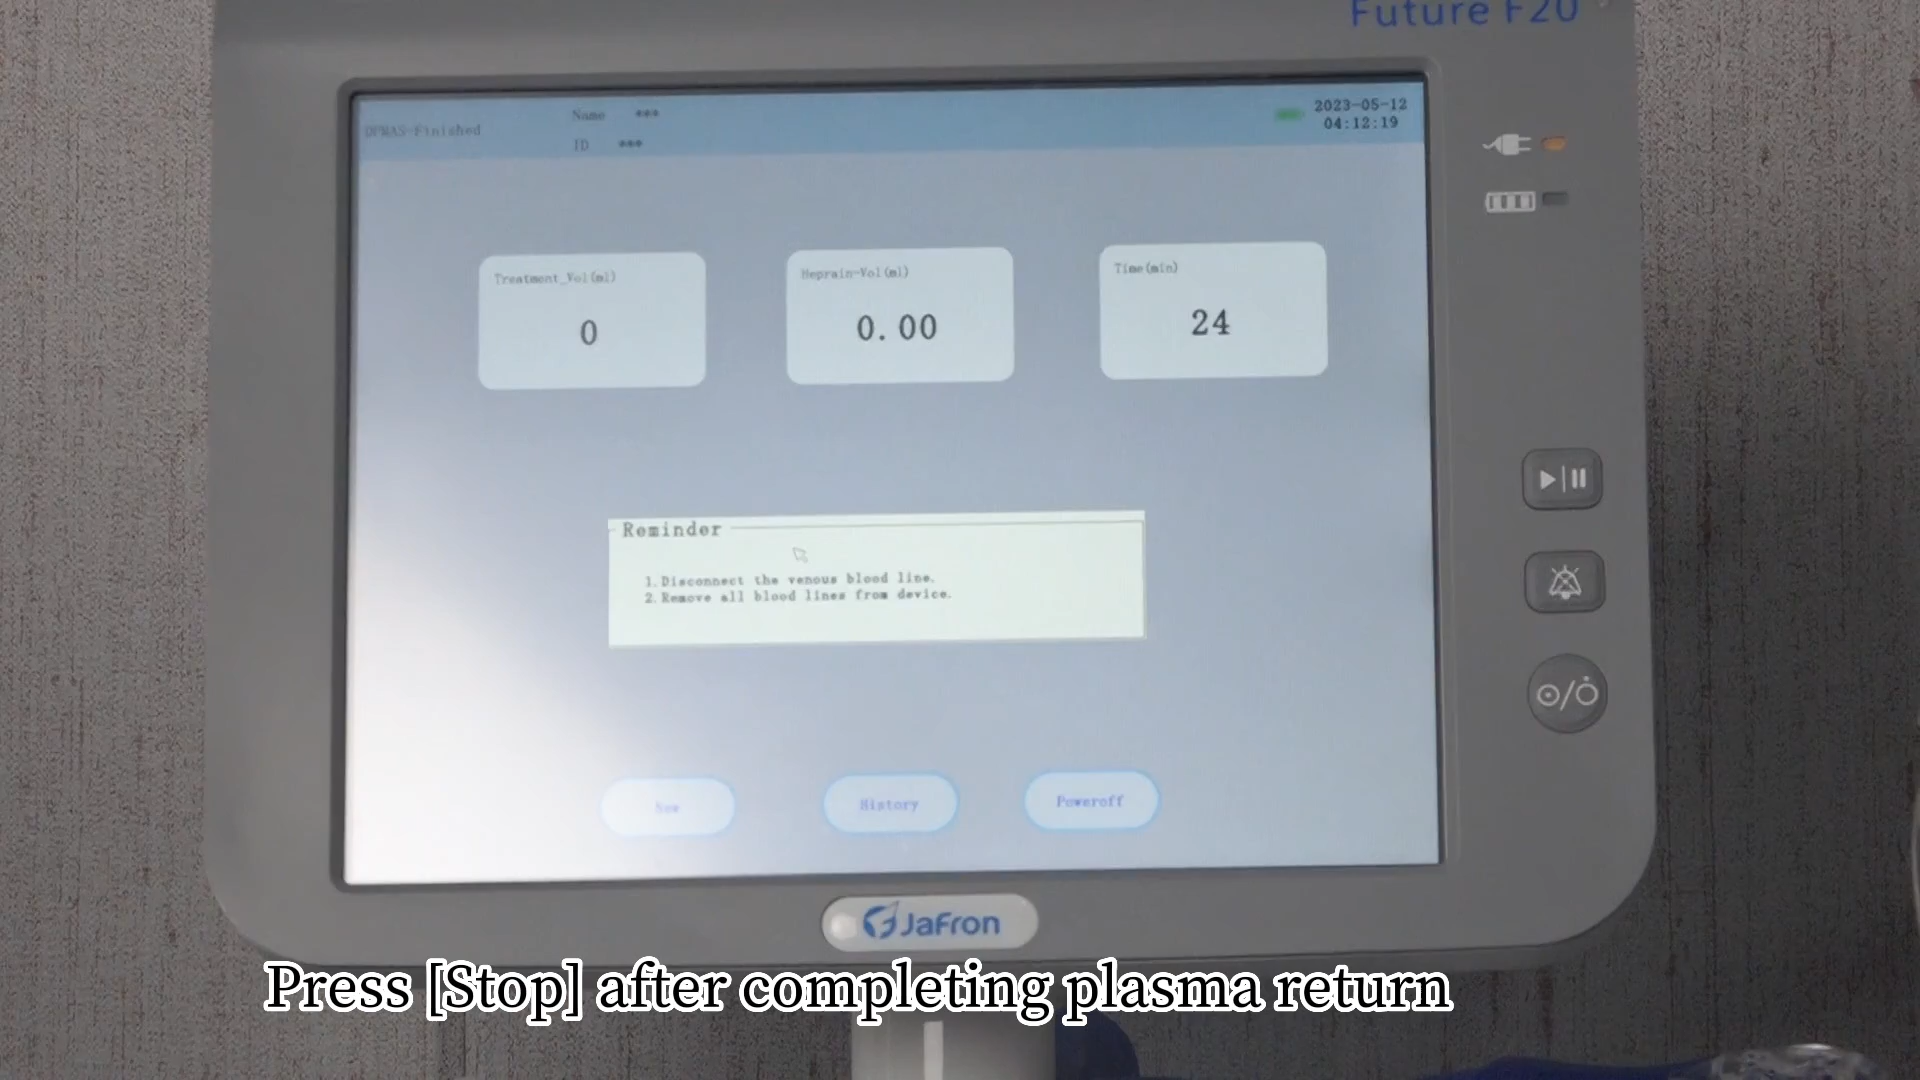 Future F20
DPMAS-Finished
Name ***
ID ***
2023-05-12
04:12:19
Treatment_Vol(ml)
0
Heprain-Vol(ml)
0.00
Time(min)
24
Reminder
1.Disconnect the venous blood line.
2.Remove all blood lines from device.
New
History
Poweroff
Jafron
Press [Stop] after completing plasma return